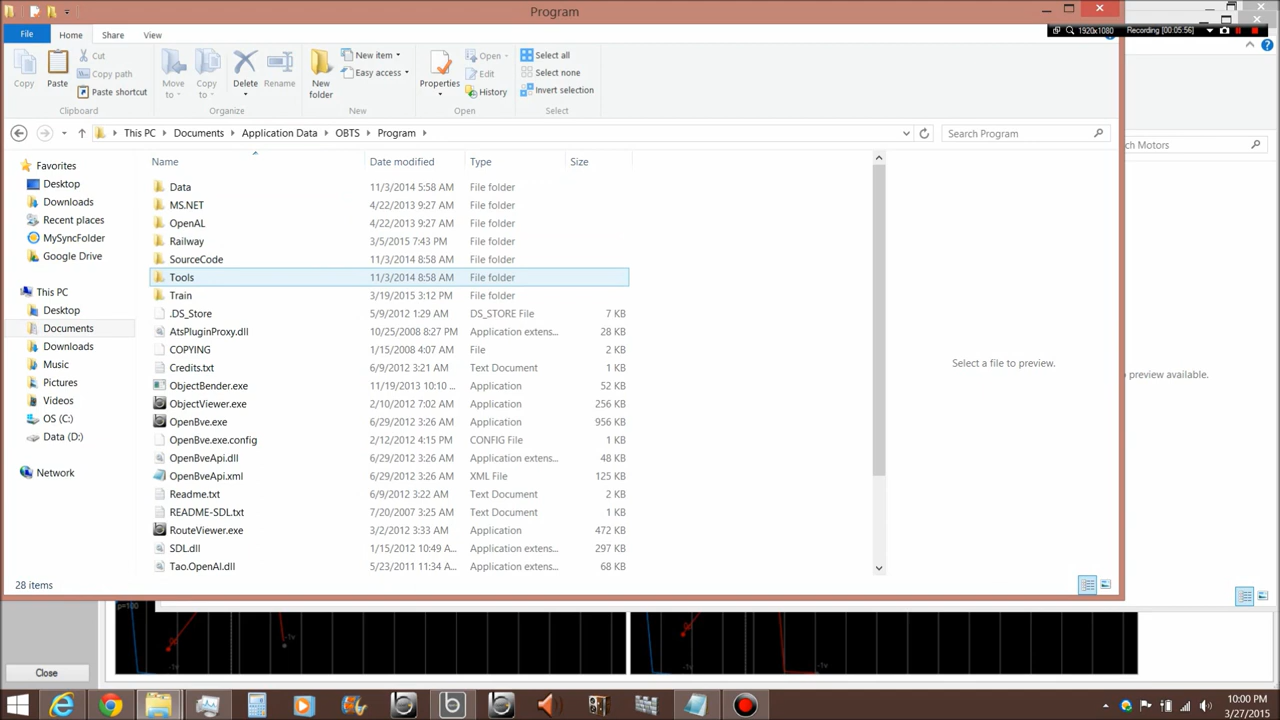 Program
1920x1080
Recording [00:05:56]
File Home Share View
Copy
Paste
Cut
Copy path
Paste shortcut
Clipboard
Move to
Copy to
Delete
Rename
Organize
New folder
New item
Easy access
New
Properties
Open
Edit
History
Open
Select all
Select none
Invert selection
Select
This PC Documents Application Data OBTS Program
Search Program
ch Motors
Name Date modified Type Size
Favorites
Desktop
Downloads
Recent places
MySyncFolder
Google Drive
This PC
Desktop
Documents
Downloads
Music
Pictures
Videos
OS (C:)
Data (D:)
Network
Data 11/3/2014 5:58 AM File folder
MS.NET 4/22/2013 9:27 AM File folder
OpenAL 4/22/2013 9:27 AM File folder
Railway 3/5/2015 7:43 PM File folder
SourceCode 11/3/2014 8:58 AM File folder
Tools 11/3/2014 8:58 AM File folder
Train 3/19/2015 3:12 PM File folder
.DS_Store 5/9/2012 1:29 AM DS_STORE File 7 KB
AtsPluginProxy.dll 10/25/2008 8:27 PM Application extens... 28 KB
COPYING 1/15/2008 4:07 AM File 2 KB
Credits.txt 6/9/2012 3:21 AM Text Document 1 KB
ObjectBender.exe 11/19/2013 10:10 ... Application 52 KB
ObjectViewer.exe 2/10/2012 7:02 AM Application 256 KB
OpenBve.exe 6/29/2012 3:26 AM Application 956 KB
OpenBve.exe.config 2/12/2012 4:15 PM CONFIG File 1 KB
OpenBveApi.dll 6/29/2012 3:26 AM Application extens... 48 KB
OpenBveApi.xml 6/29/2012 3:26 AM XML File 125 KB
Readme.txt 6/9/2012 3:22 AM Text Document 2 KB
README-SDL.txt 7/20/2007 3:25 AM Text Document 1 KB
RouteViewer.exe 3/2/2012 3:33 AM Application 472 KB
SDL.dll 1/15/2012 10:49 A... Application extens... 297 KB
Tao.OpenAl.dll 5/23/2011 11:34 A... Application extens... 68 KB
Select a file to preview.
preview available.
28 items
p=100
-1v
-1v
-1v
-1v
Close
10:00 PM
3/27/2015